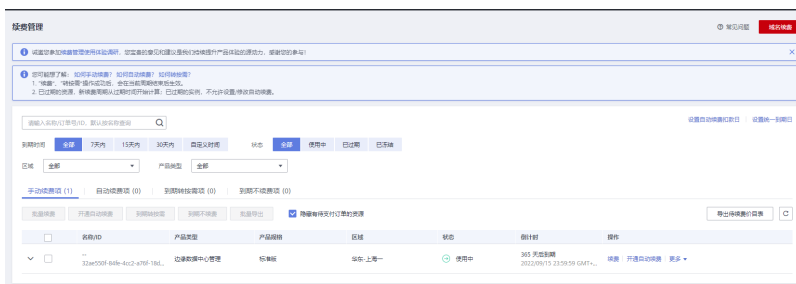 续费管理
常见问题
域名续费
诚邀您参加续费管理使用体验调研，您宝贵的意见和建议是我们持续提升产品体验的源动力，感谢您的参与！
您可能想了解： 如何手动续费？ 如何自动续费？ 如何转按需？
1. “续费”、“转按需”操作成功后，会在当前周期结束后生效。
2. 已过期的资源，新续费周期从过期时间开始计算；已过期的实例，不允许设置/修改自动续费。
请输入名称/订单号/ID，默认按名称查询
设置自动续费扣款日
设置统一到期日
到期时间 全部 7天内 15天内 30天内 自定义时间 状态 全部 使用中 已过期 已冻结
区域 全部 产品类型 全部
手动续费项 (1) 自动续费项 (0) 到期转按需项 (0) 到期不续费项 (0)
批量续费 开通自动续费 到期转按需 到期不续费 批量导出 隐藏有待支付订单的资源 导出待续费价目表
名称/ID 产品类型 产品规格 区域 状态 倒计时 操作
-- 边缘数据中心管理 标准版 华东-上海一 使用中 365 天后到期 续费 开通自动续费 更多
2022/09/15 23:59:59 GMT+...